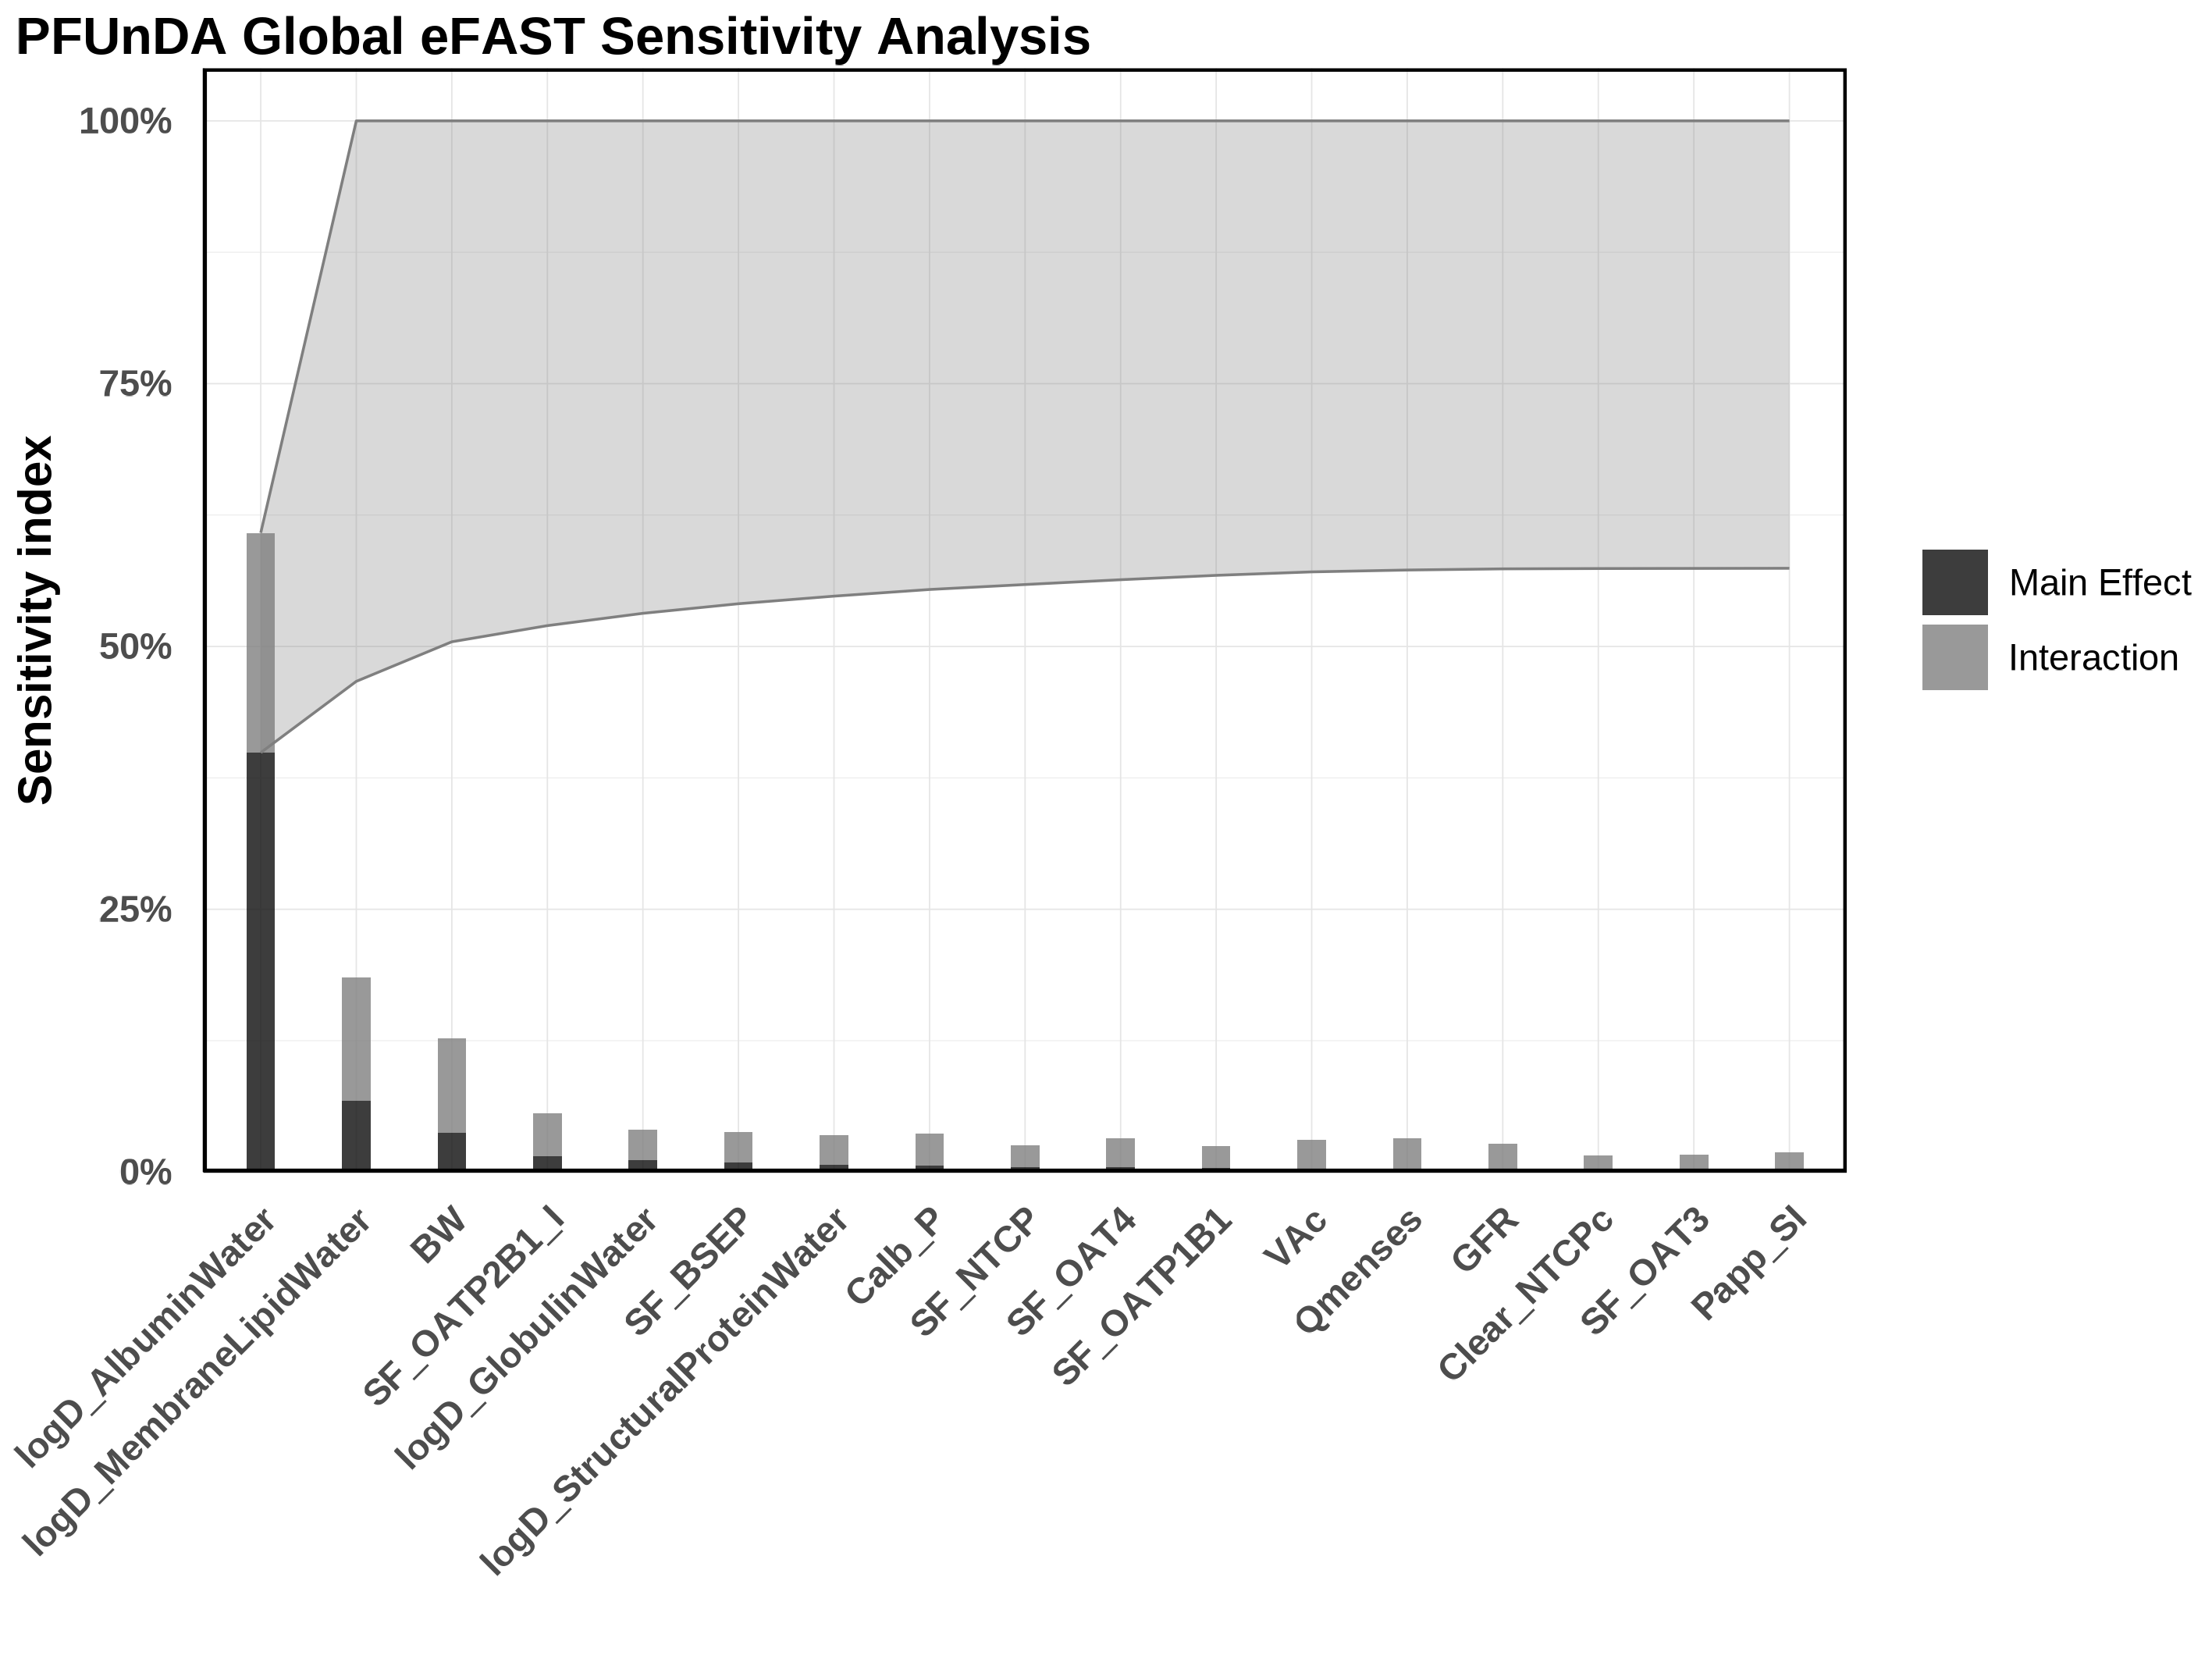 PFUnDA Global eFAST Sensitivity Analysis
Sensitivity index
100%
75%
50%
25%
0%
logD_AlbuminWater
logD_MembraneLipidWater
BW
SF_OATP2B1_I
logD_GlobulinWater
SF_BSEP
logD_StructuralProteinWater
Calb_P
SF_NTCP
SF_OAT4
SF_OATP1B1
VAc
Qmenses
GFR
Clear_NTCPc
SF_OAT3
Papp_SI
Main Effect
Interaction